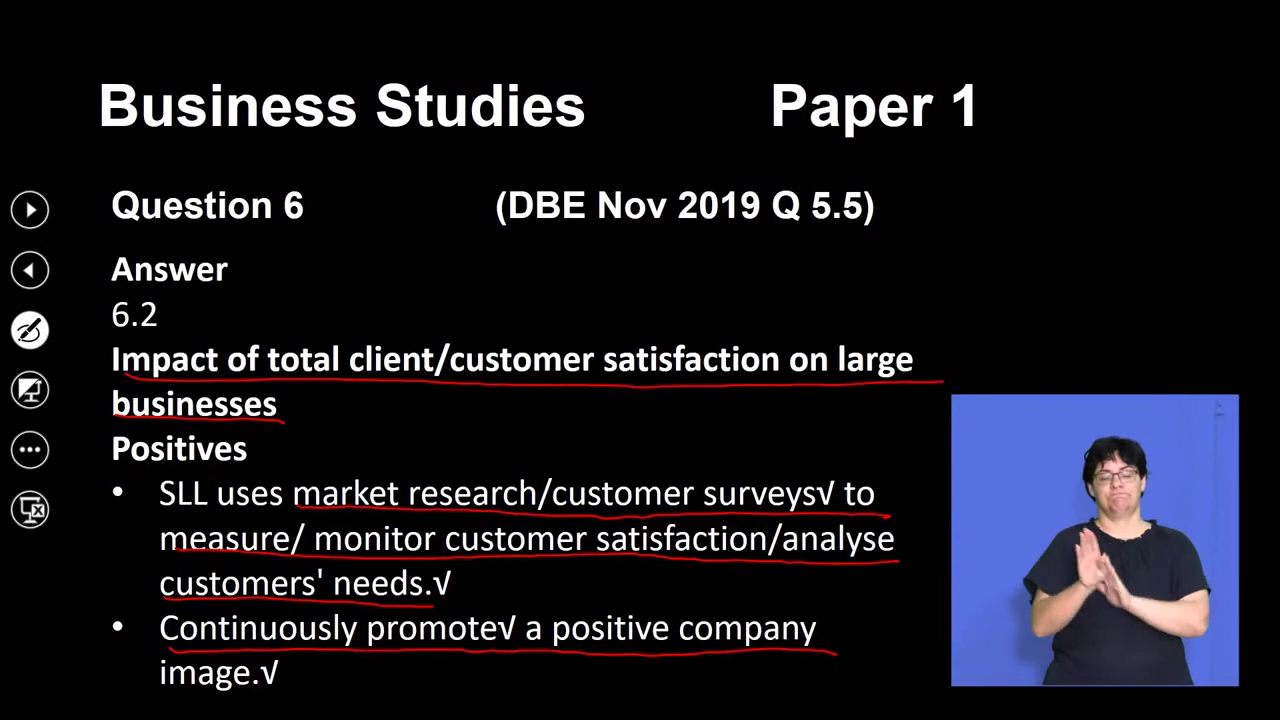 Business Studies Paper 1
Question 6 (DBE Nov 2019 Q 5.5)
Answer
6.2
Impact of total client/customer satisfaction on large
businesses
Positives
• SLL uses market research/customer surveys√ to
measure/ monitor customer satisfaction/analyse
customers' needs.√
• Continuously promote√ a positive company
image.√